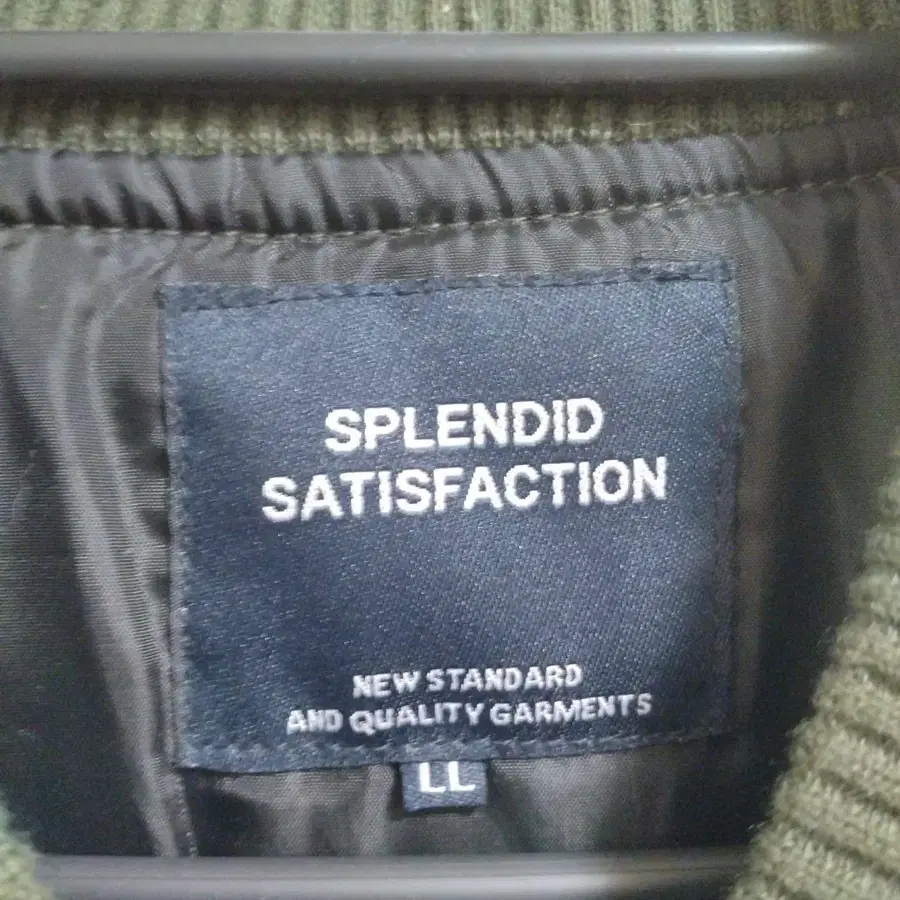 SPLENDID
SATISFACTION
NEW STANDARD
AND QUALITY GARMENTS
LL